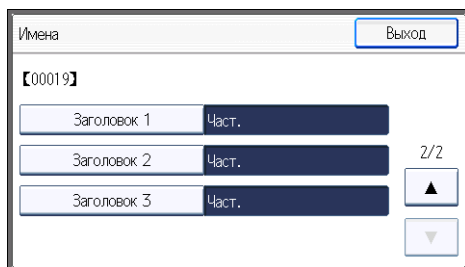 Имена Выход
【00019】
Заголовок 1 Част.
Заголовок 2 Част.
2/2
Заголовок 3 Част.